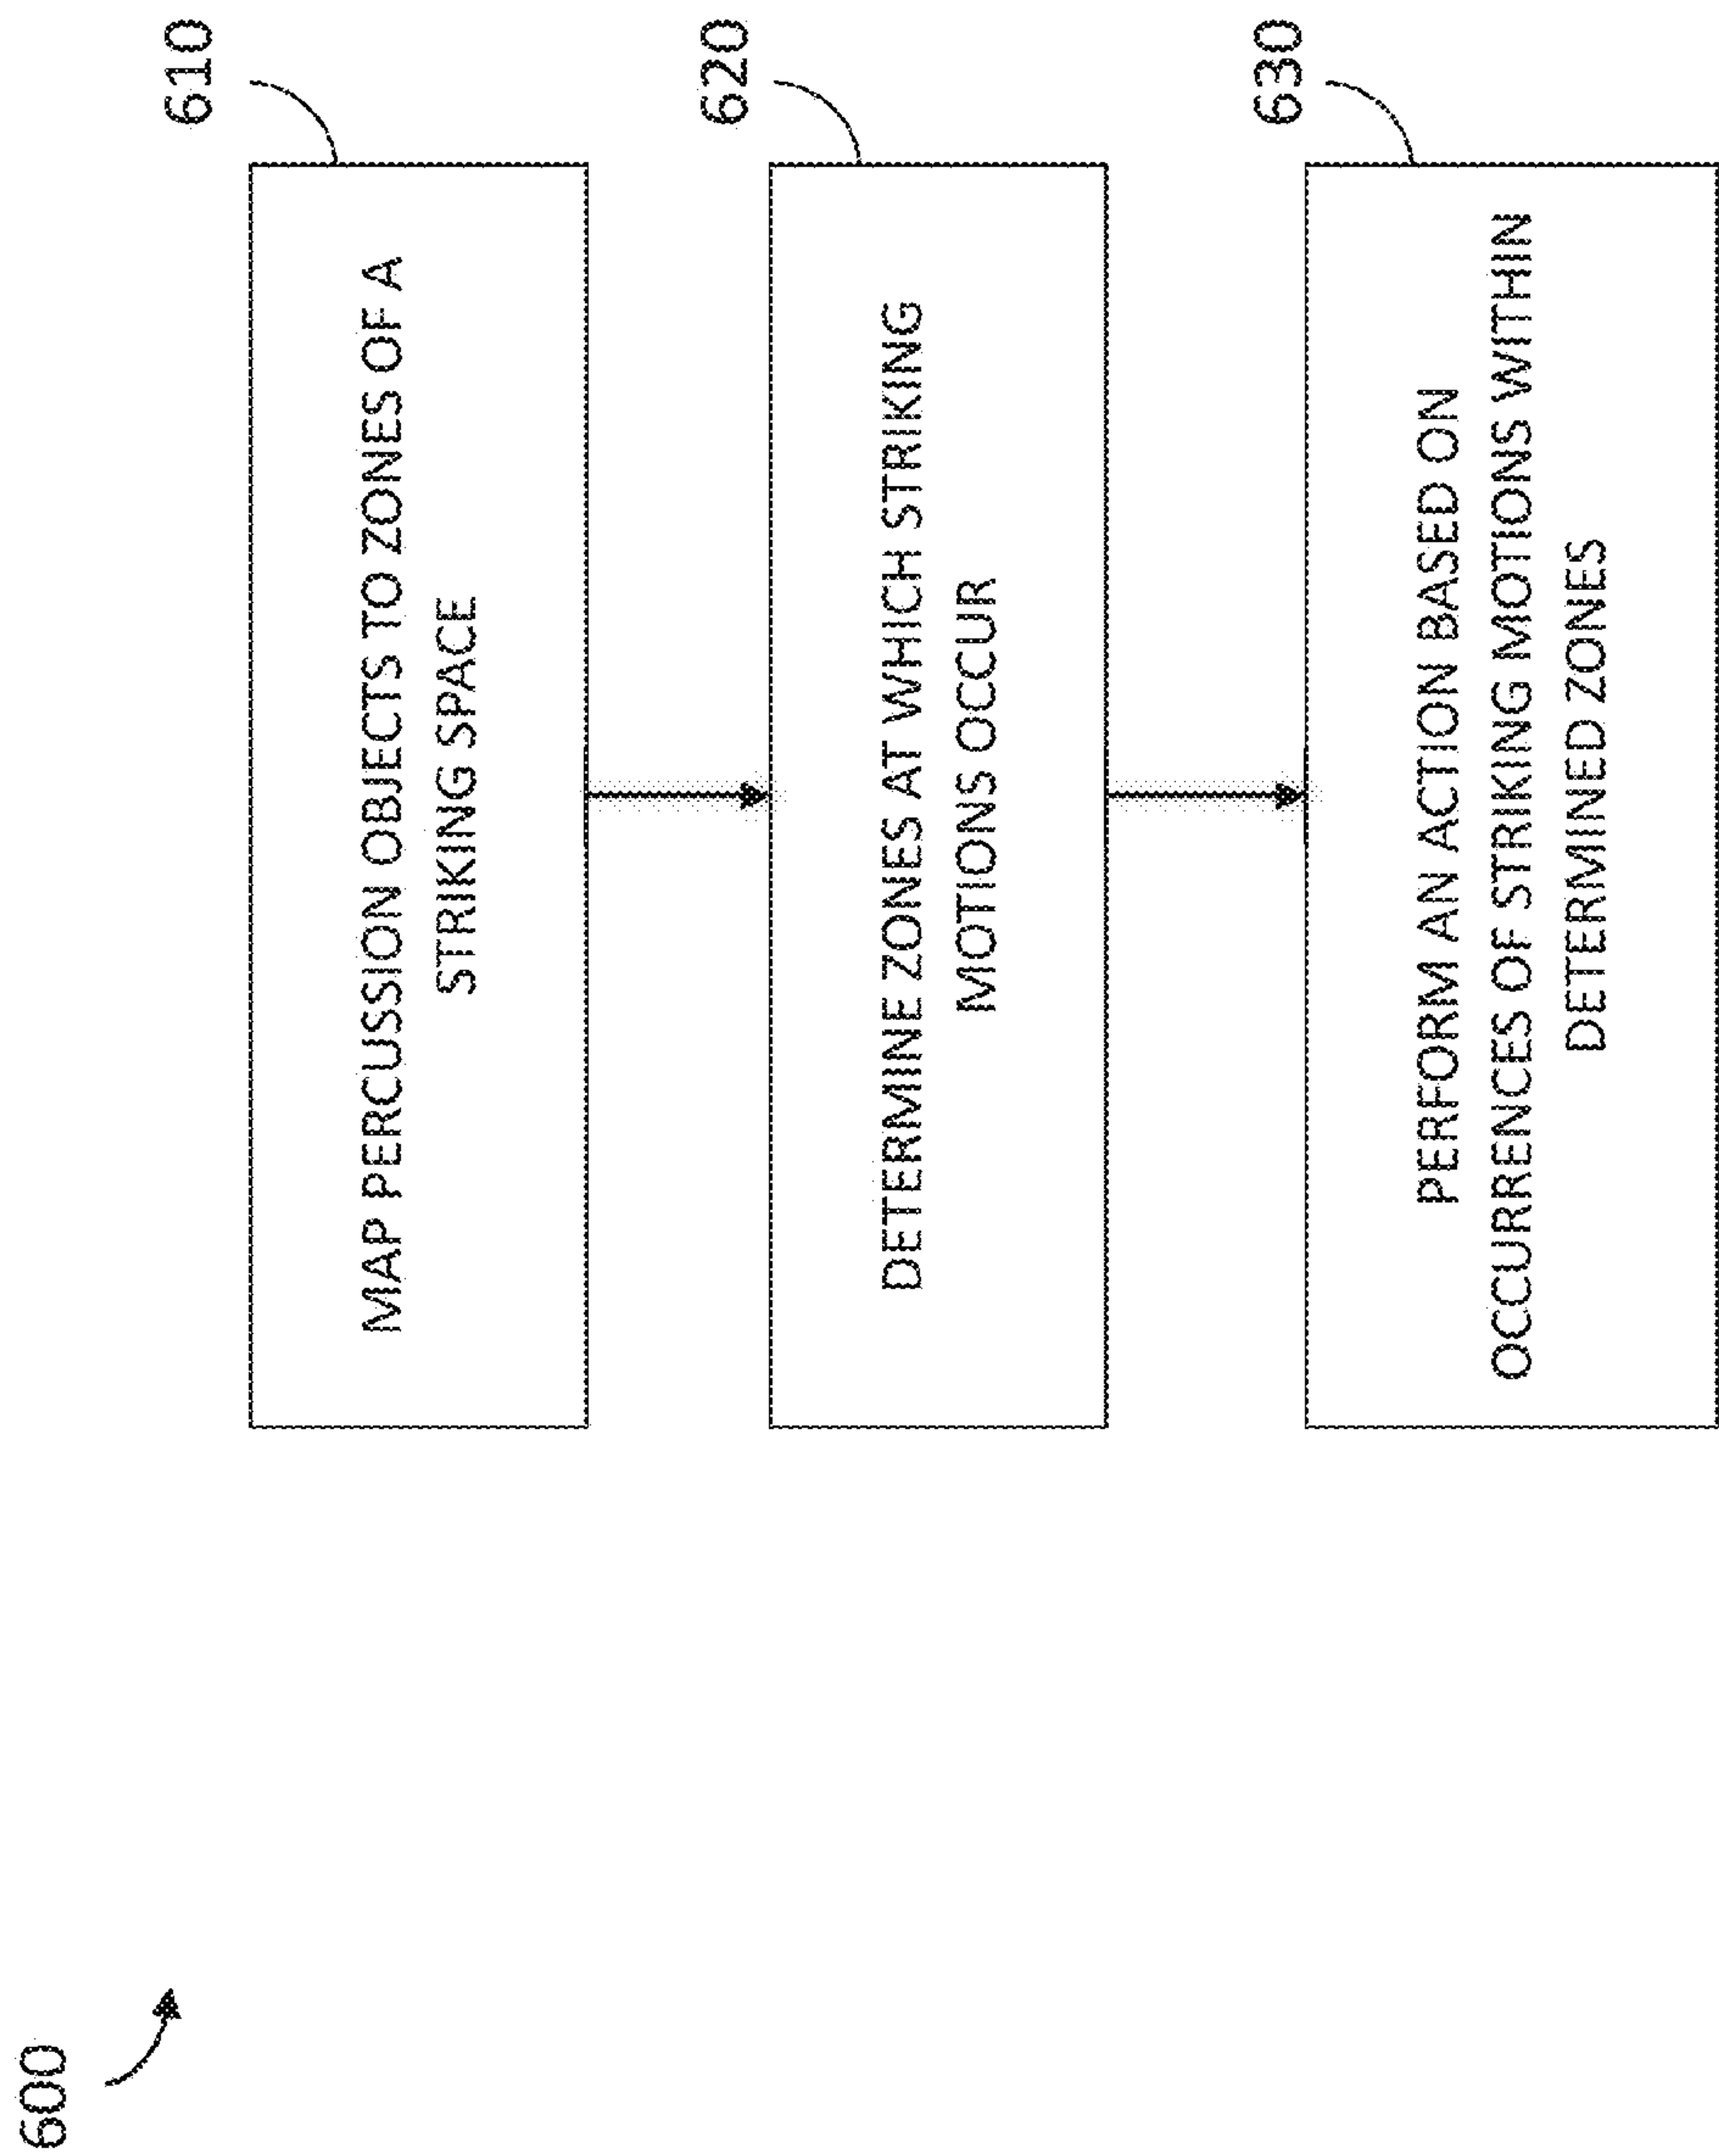 600
610
MAP PERCUSSION OBJECTS TO ZONES OF A
STRIKING SPACE
620
DETERMINE ZONES AT WHICH STRIKING
MOTIONS OCCUR
630
PERFORM AN ACTION BASED ON
OCCURRENCES OF STRIKING MOTIONS WITHIN
DETERMINED ZONES